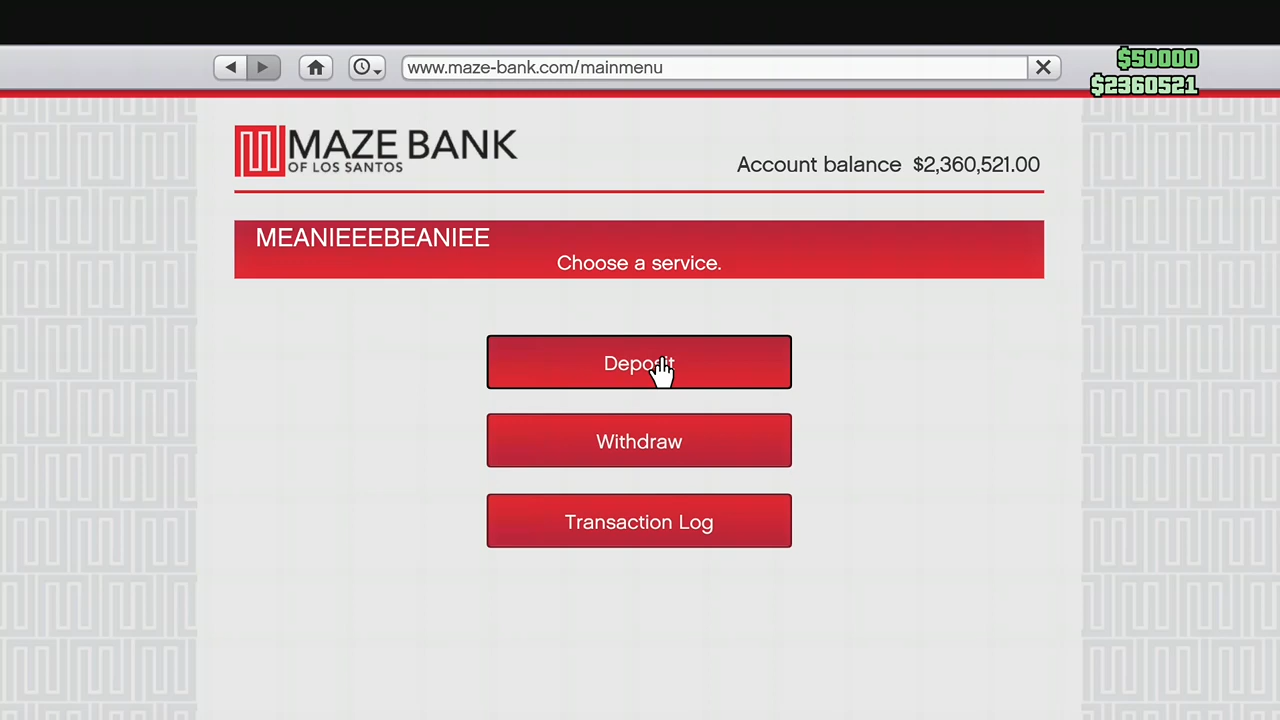 www.maze-bank.com/mainmenu
$50000
$2360521
MAZE BANK
OF LOS SANTOS
Account balance $2,360,521.00
MEANIEEEBEANIEE
Choose a service.
Deposit
Withdraw
Transaction Log